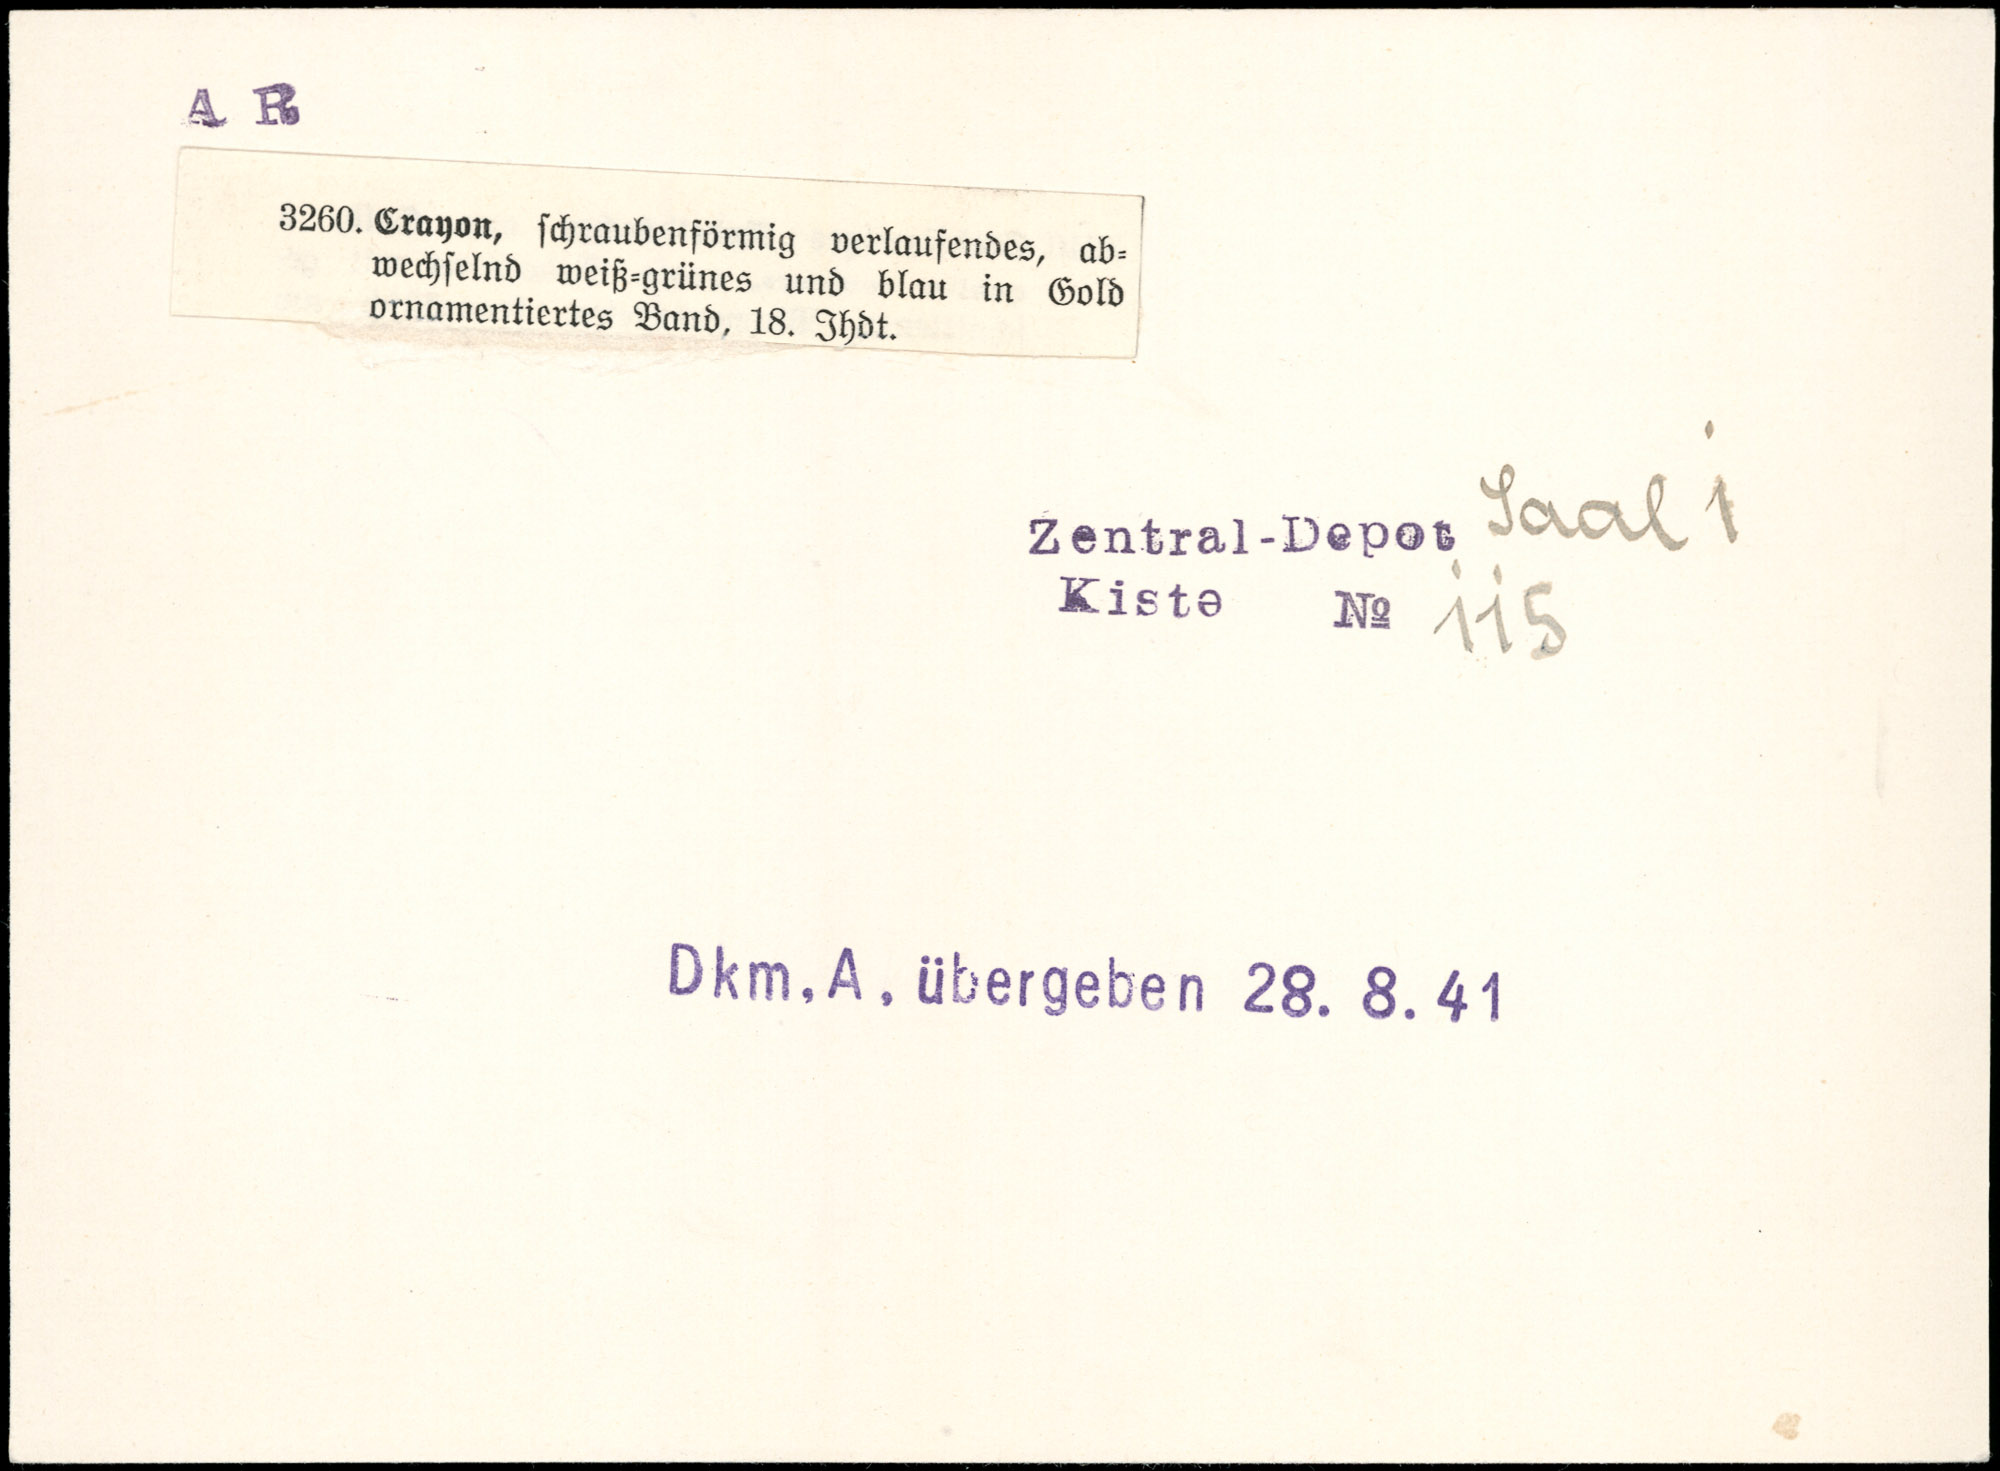 A R
3260. Crayon, schraubenförmig verlaufendes, ab-
wechselnd weiß-grünes und blau in Gold
ornamentiertes Band, 18. Jhdt.
Zentral-Depot Saal 1
Kiste № 115
Dkm. A. übergeben 28. 8. 41